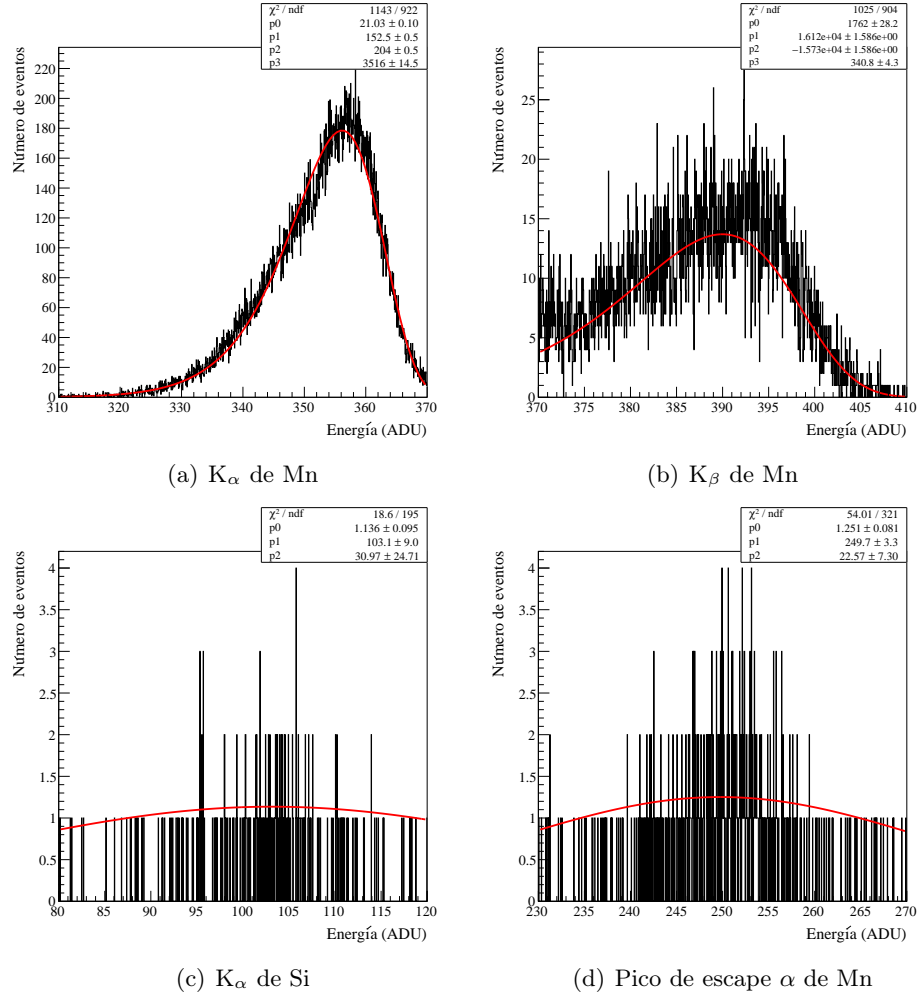 χ² / ndf 1143 / 922
p0 21.03 ± 0.10
p1 152.5 ± 0.5
p2 204 ± 0.5
p3 3516 ± 14.5
Número de eventos
220
200
180
160
140
120
100
80
60
40
20
0
310 320 330 340 350 360 370
Energía (ADU)
(a) Kα de Mn
χ² / ndf 1025 / 904
p0 1762 ± 28.2
p1 1.612e+04 ± 1.586e+00
p2 −1.573e+04 ± 1.586e+00
p3 340.8 ± 4.3
Número de eventos
25
20
15
10
5
0
370 375 380 385 390 395 400 405 410
Energía (ADU)
(b) Kβ de Mn
χ² / ndf 18.6 / 195
p0 1.136 ± 0.095
p1 103.1 ± 9.0
p2 30.97 ± 24.71
Número de eventos
4
3.5
3
2.5
2
1.5
1
0.5
0
80 85 90 95 100 105 110 115 120
Energía (ADU)
(c) Kα de Si
χ² / ndf 54.01 / 321
p0 1.251 ± 0.081
p1 249.7 ± 3.3
p2 22.57 ± 7.30
Número de eventos
4
3.5
3
2.5
2
1.5
1
0.5
0
230 235 240 245 250 255 260 265 270
Energía (ADU)
(d) Pico de escape α de Mn